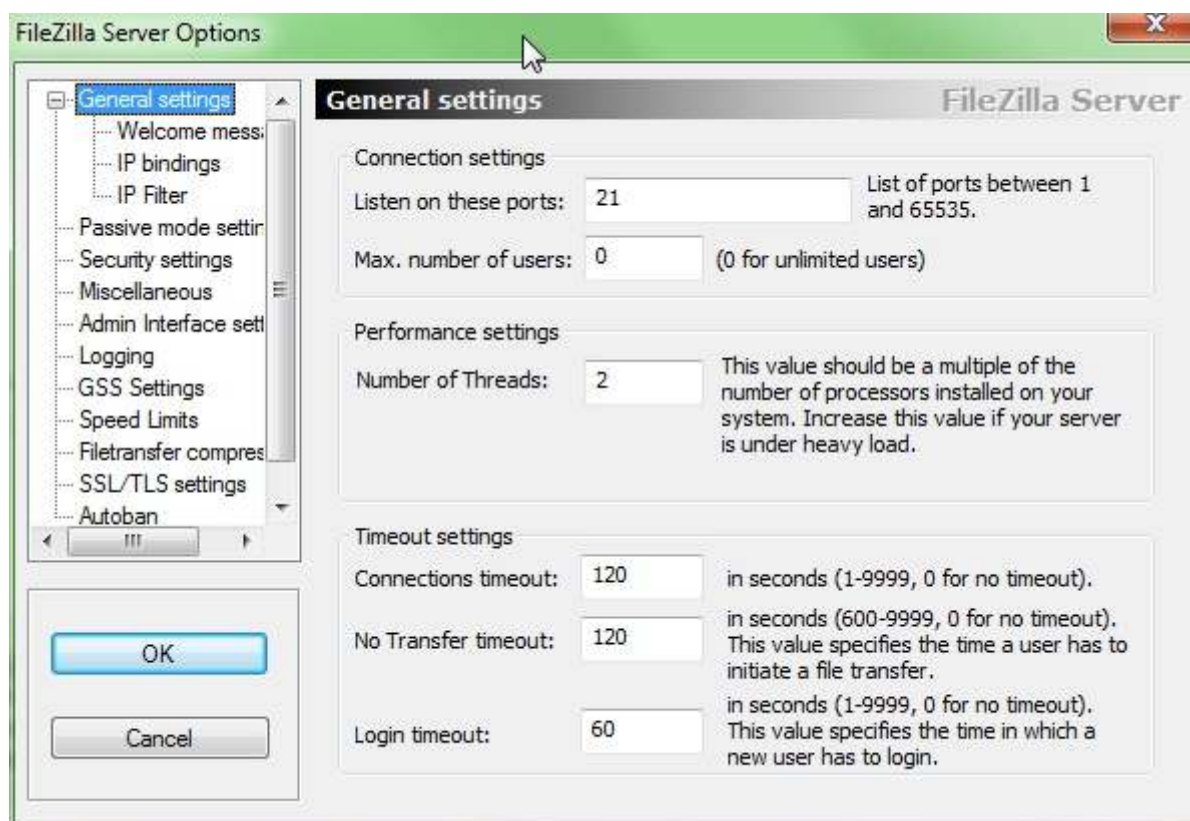 FileZilla Server Options
General settings
Welcome messa
IP bindings
IP Filter
Passive mode settin
Security settings
Miscellaneous
Admin Interface sett
Logging
GSS Settings
Speed Limits
Filetransfer compres
SSL/TLS settings
Autoban
OK
Cancel
General settings
FileZilla Server
Connection settings
Listen on these ports: 21 List of ports between 1
and 65535.
Max. number of users: 0 (0 for unlimited users)
Performance settings
Number of Threads: 2 This value should be a multiple of the
number of processors installed on your
system. Increase this value if your server
is under heavy load.
Timeout settings
Connections timeout: 120 in seconds (1-9999, 0 for no timeout).
No Transfer timeout: 120 in seconds (600-9999, 0 for no timeout).
This value specifies the time a user has to
initiate a file transfer.
Login timeout: 60 in seconds (1-9999, 0 for no timeout).
This value specifies the time in which a
new user has to login.